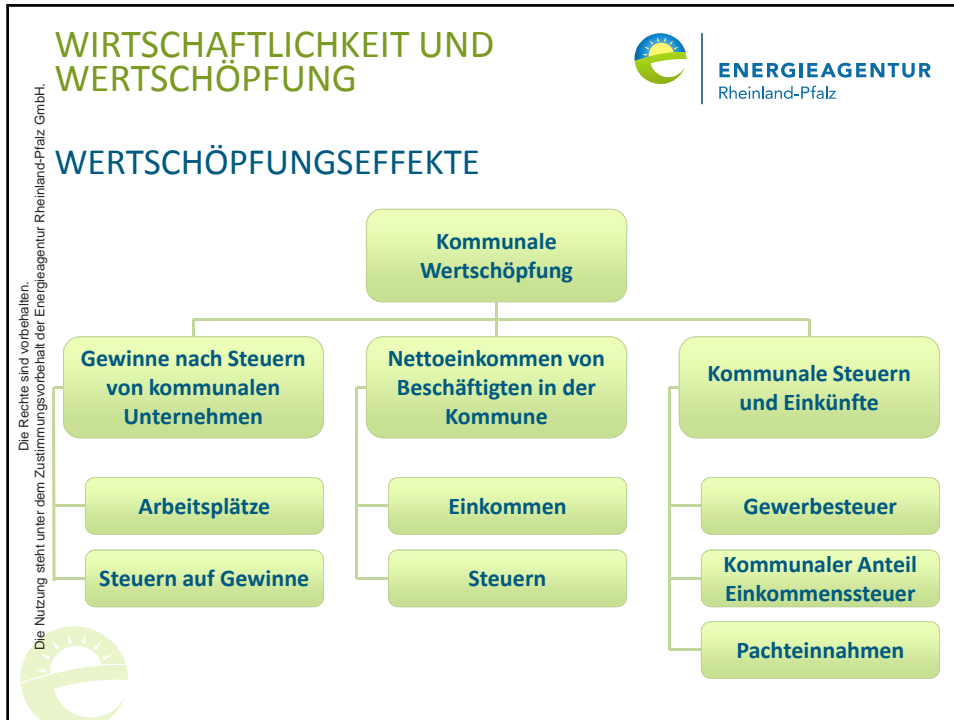 WIRTSCHAFTLICHKEIT UND
WERTSCHÖPFUNG
ENERGIEAGENTUR
Rheinland-Pfalz
WERTSCHÖPFUNGSEFFEKTE
Die Rechte sind vorbehalten.
Die Nutzung steht unter dem Zustimmungsvorbehalt der Energieagentur Rheinland-Pfalz GmbH.
Kommunale
Wertschöpfung
Gewinne nach Steuern
von kommunalen
Unternehmen
Arbeitsplätze
Steuern auf Gewinne
Nettoeinkommen von
Beschäftigten in der
Kommune
Einkommen
Steuern
Kommunale Steuern
und Einkünfte
Gewerbesteuer
Kommunaler Anteil
Einkommenssteuer
Pachteinnahmen